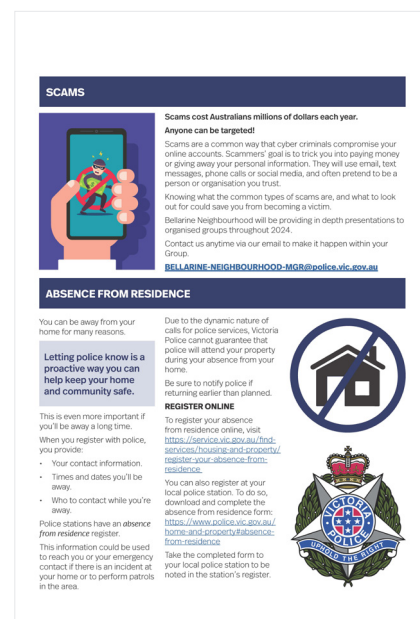 SCAMS
Scams cost Australians millions of dollars each year.
Anyone can be targeted!
Scams are a common way that cyber criminals compromise your
online accounts. Scammers' goal is to trick you into paying money
or giving away your personal information. They will use email, text
messages, phone calls or social media, and often pretend to be a
person or organisation you trust.
Knowing what the common types of scams are, and what to look
out for could save you from becoming a victim.
Bellarine Neighbourhood will be providing in depth presentations to
organised groups throughout 2024.
Contact us anytime via our email to make it happen within your
Group.
BELLARINE-NEIGHBOURHOOD-MGR@police.vic.gov.au
ABSENCE FROM RESIDENCE
You can be away from your
home for many reasons.
Letting police know is a
proactive way you can
help keep your home
and community safe.
This is even more important if
you'll be away a long time.
When you register with police,
you provide:
• Your contact information.
• Times and dates you'll be
away.
• Who to contact while you're
away.
Police stations have an absence
from residence register.
This information could be used
to reach you or your emergency
contact if there is an incident at
your home or to perform patrols
in the area.
Due to the dynamic nature of
calls for police services, Victoria
Police cannot guarantee that
police will attend your property
during your absence from your
home.
Be sure to notify police if
returning earlier than planned.
REGISTER ONLINE
To register your absence
from residence online, visit
https://service.vic.gov.au/find-
services/housing-and-property/
register-your-absence-from-
residence
You can also register at your
local police station. To do so,
download and complete the
absence from residence form:
https://www.police.vic.gov.au/
home-and-property#absence-
from-residence
Take the completed form to
your local police station to be
noted in the station's register.
VICTORIA
POLICE
UPHOLD THE RIGHT